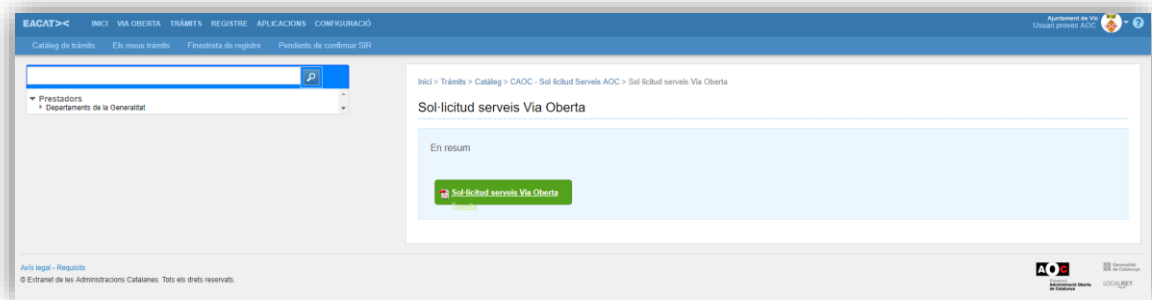 EACAT>< INICI VIA OBERTA TRÀMITS REGISTRE APLICACIONS CONFIGURACIÓ
Ajuntament de Vic
Usuari proves AOC
Catàleg de tràmits Els meus tràmits Finestreta de registre Pendents de confirmar SIR
Prestadors
Departaments de la Generalitat
Inici > Tràmits > Catàleg > CAOC - Sol·licitud Serveis AOC > Sol·licitud serveis Via Oberta
Sol·licitud serveis Via Oberta
En resum
Sol·licitud serveis Via Oberta
Avís legal - Requisits
© Extranet de les Administracions Catalanes. Tots els drets reservats.
AOC
Consorci
Administració Oberta
de Catalunya
Generalitat
de Catalunya
LOCALRET